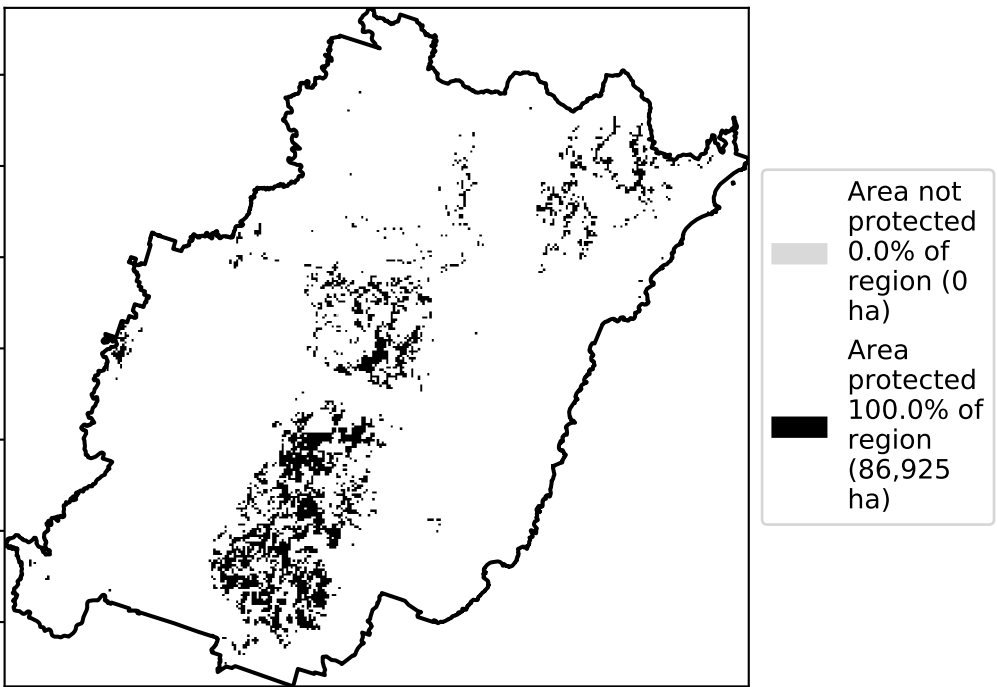 Area not
protected
0.0% of
region (0
ha)
Area
protected
100.0% of
region
(86,925
ha)